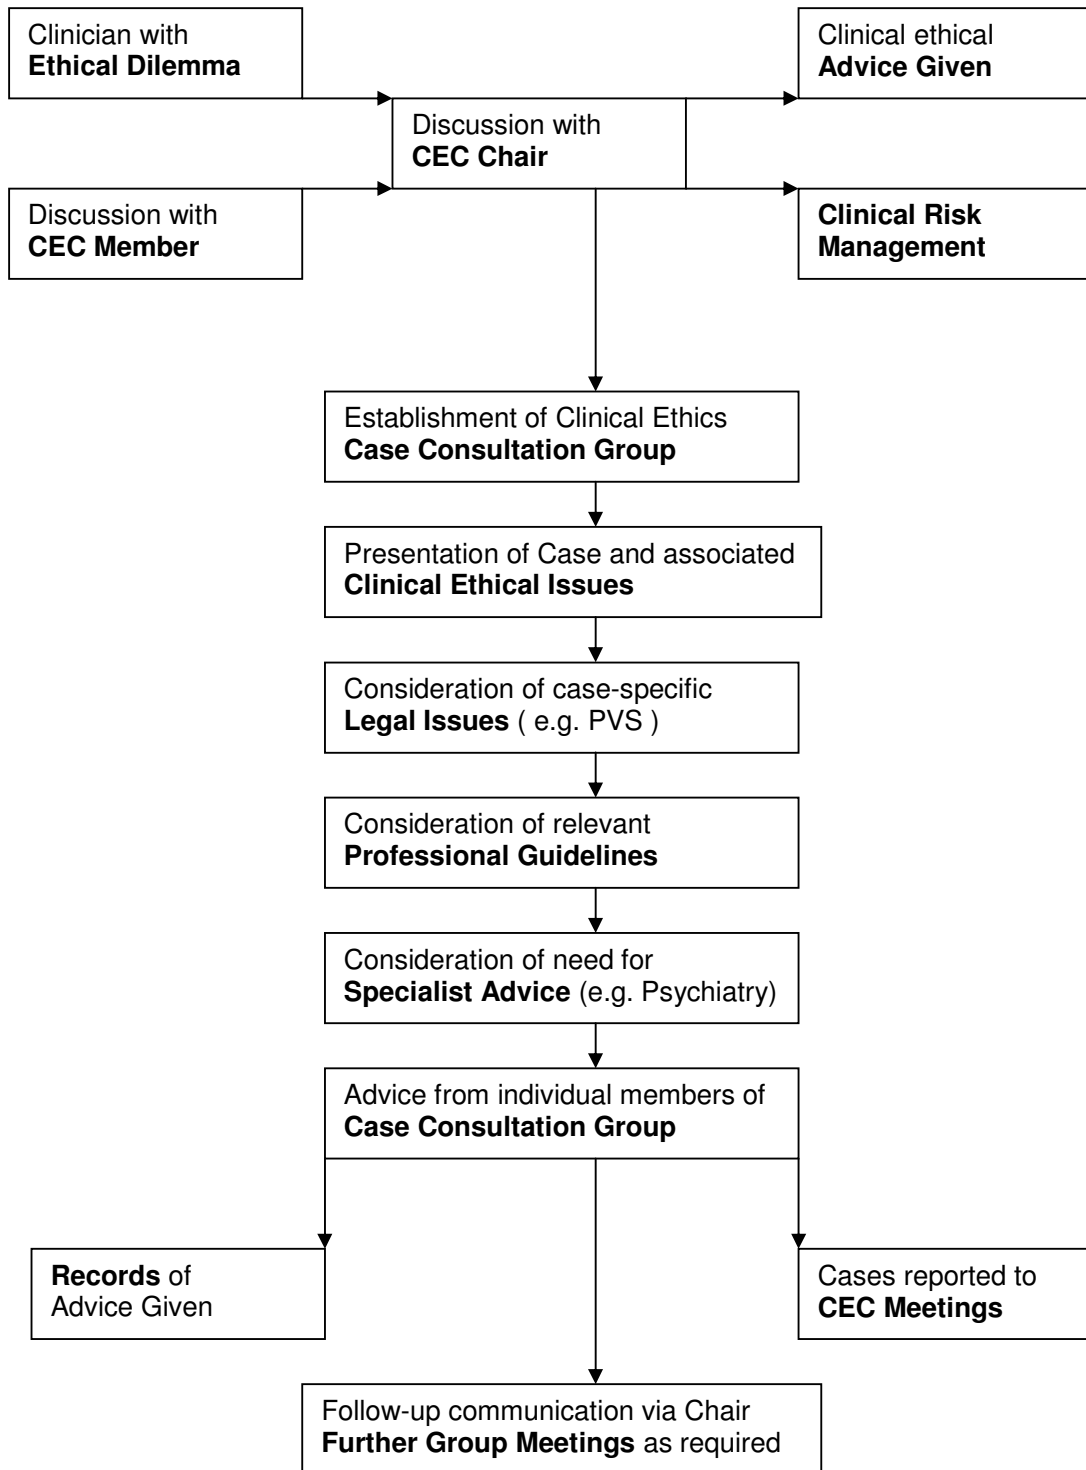 Clinician with
Ethical Dilemma
Clinical ethical
Advice Given
Discussion with
CEC Chair
Discussion with
CEC Member
Clinical Risk
Management
Establishment of Clinical Ethics
Case Consultation Group
Presentation of Case and associated
Clinical Ethical Issues
Consideration of case-specific
Legal Issues ( e.g. PVS )
Consideration of relevant
Professional Guidelines
Consideration of need for
Specialist Advice (e.g. Psychiatry)
Advice from individual members of
Case Consultation Group
Records of
Advice Given
Cases reported to
CEC Meetings
Follow-up communication via Chair
Further Group Meetings as required